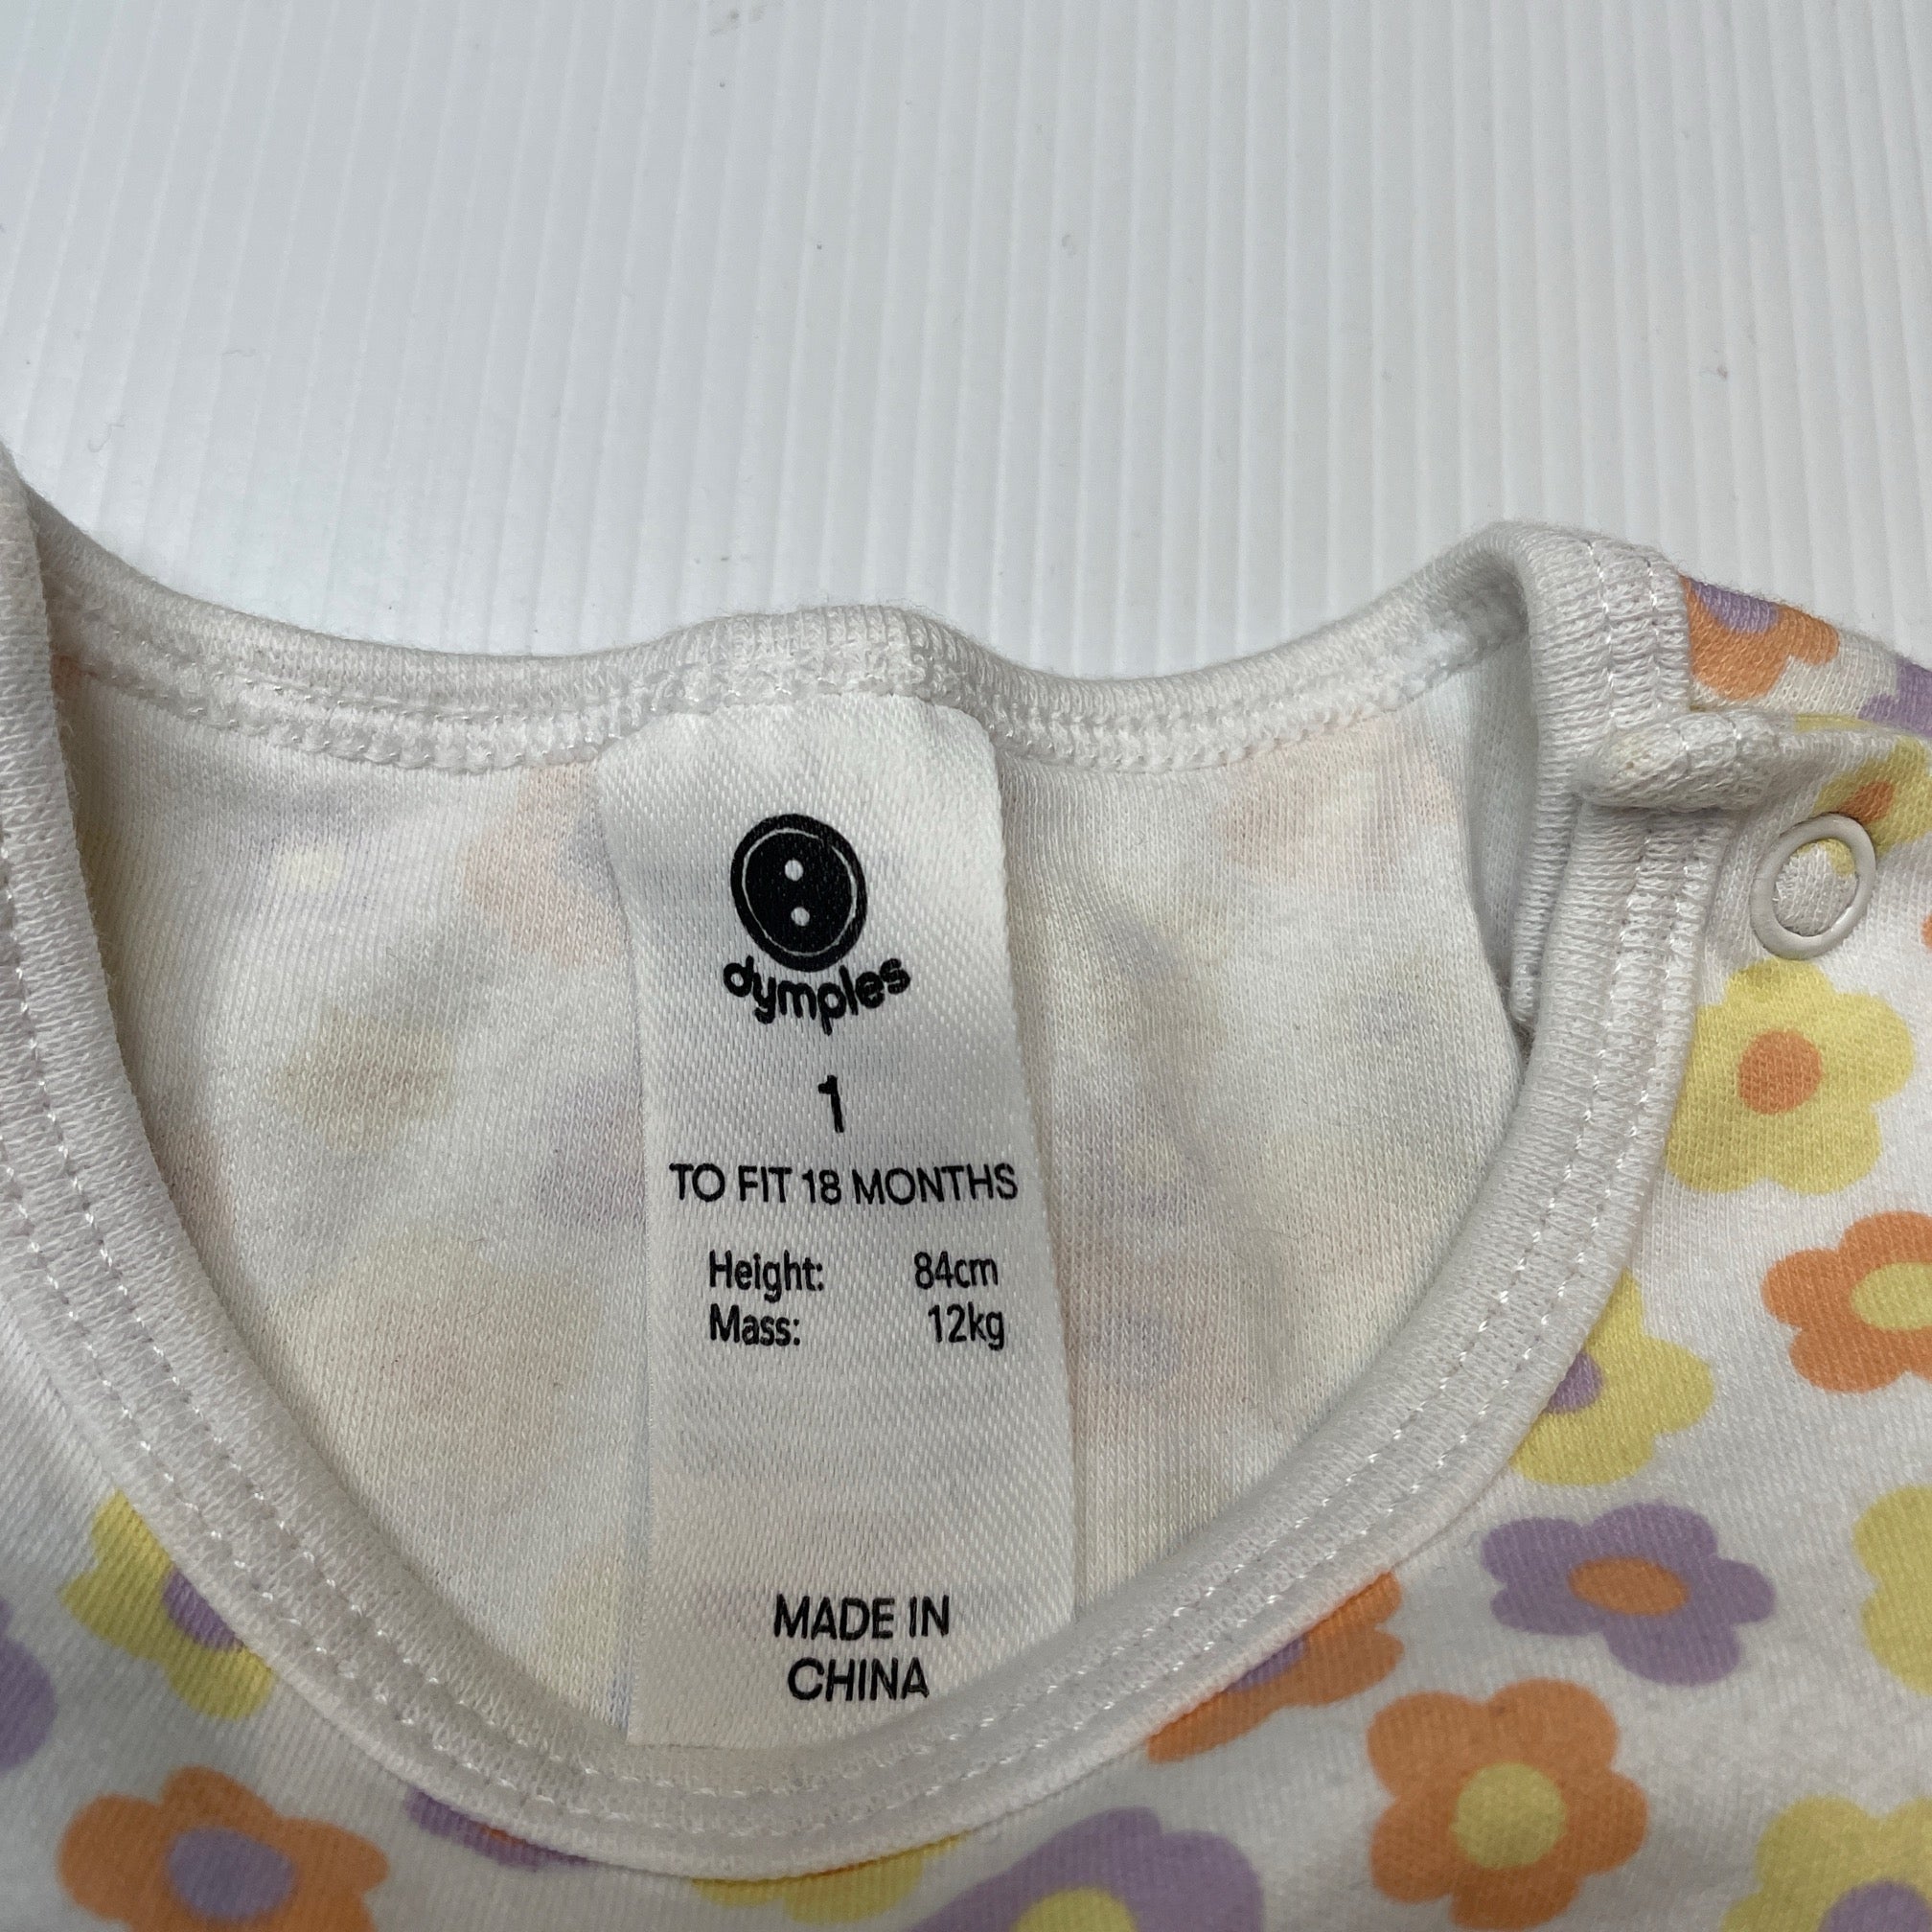 dymples
1
TO FIT 18 MONTHS
Height: 84cm
Mass: 12kg
MADE IN
CHINA